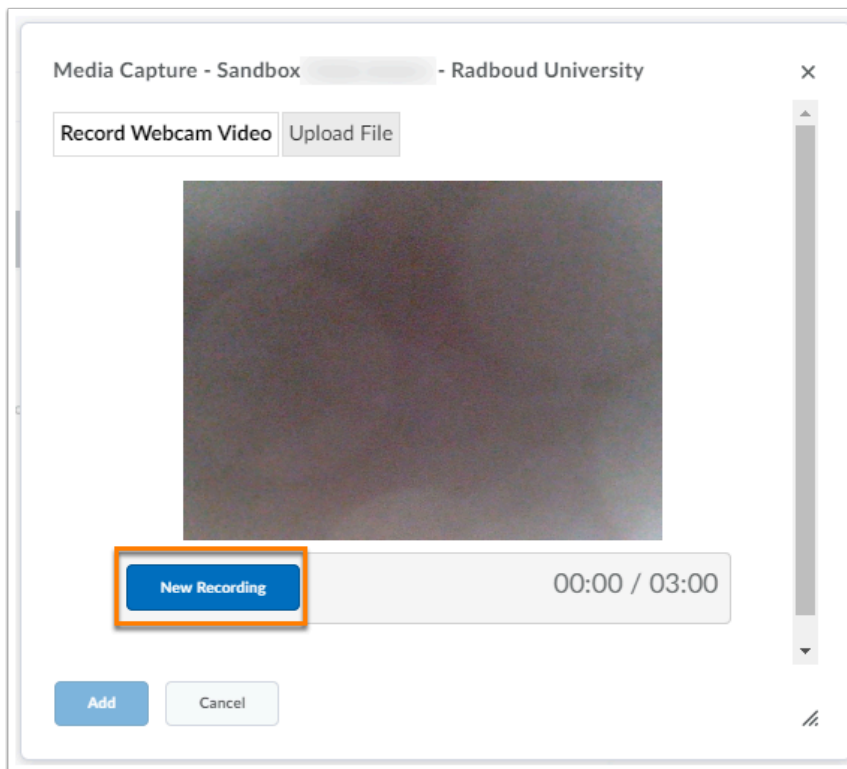 Media Capture - Sandbox - Radboud University
Record Webcam Video Upload File
New Recording 00:00 / 03:00
Add Cancel